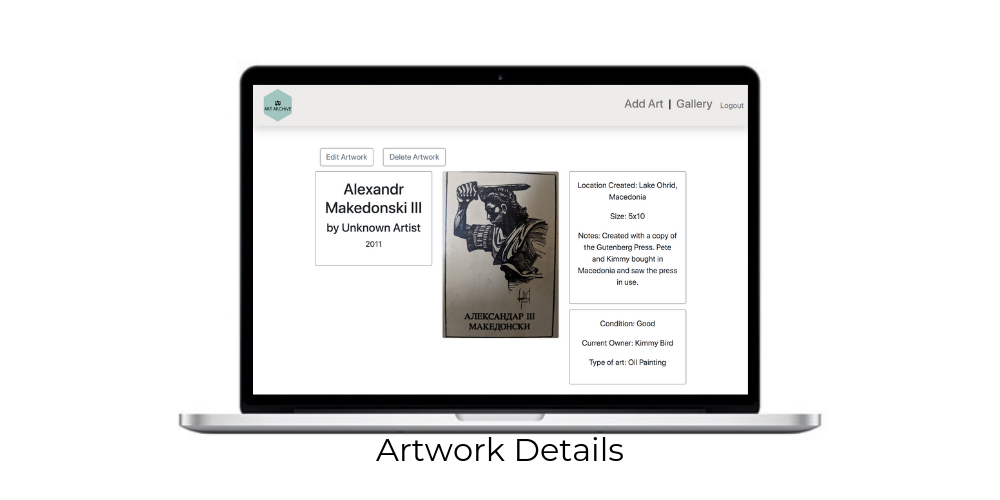 ART ARCHIVE
Add Art | Gallery Logout
Edit Artwork
Delete Artwork
Alexandr
Makedonski III
by Unknown Artist
2011
АЛЕКСАНДАР III
МАКЕДОНСКИ
Location Created: Lake Ohrid,
Macedonia
Size: 5x10
Notes: Created with a copy of
the Gutenberg Press. Pete
and Kimmy bought in
Macedonia and saw the press
in use.
Condition: Good
Current Owner: Kimmy Bird
Type of art: Oil Painting
Artwork Details